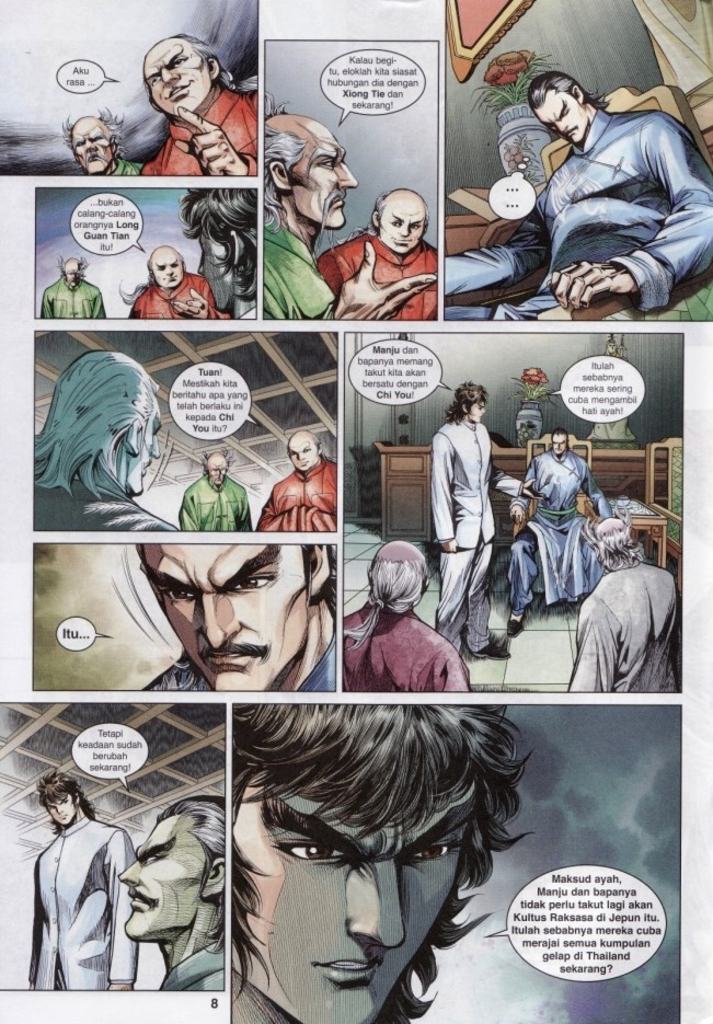 Aku
rasa ...
Kalau begi-
tu, eloklah kita siasat
hubungan dia dengan
Xiong Tie dan
sekarang!
...
...
...bukan
calang-calang
orangnya Long
Guan Tian
itu!
Tuan!
Mestikah kita
beritahu apa yang
telah berlaku ini
kepada Chi
You itu?
Manju dan
bapanya memang
takut kita akan
bersatu dengan
Chi You!
Itulah
sebabnya
mereka sering
cuba mengambil
hati ayah!
Itu...
Tetapi
keadaan sudah
berubah
sekarang!
Maksud ayah,
Manju dan bapanya
tidak perlu takut lagi akan
Kultus Raksasa di Jepun itu.
Itulah sebabnya mereka cuba
merajai semua kumpulan
gelap di Thailand
sekarang?
8